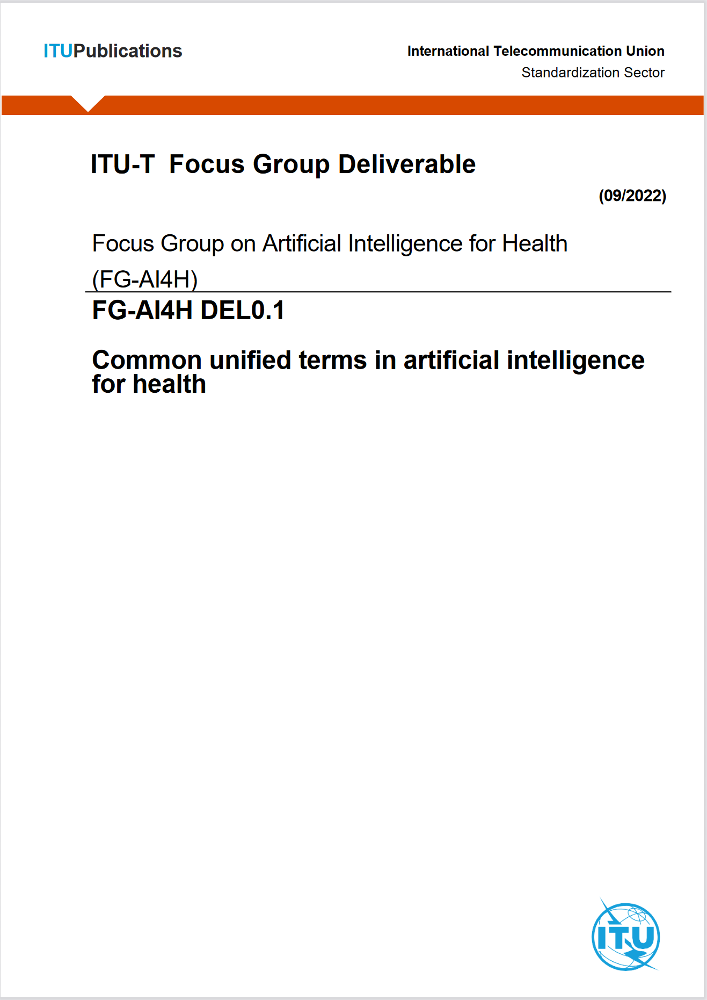 ITUPublications
International Telecommunication Union
Standardization Sector
ITU-T Focus Group Deliverable
(09/2022)
Focus Group on Artificial Intelligence for Health
(FG-AI4H)
FG-AI4H DEL0.1
Common unified terms in artificial intelligence
for health
ITU